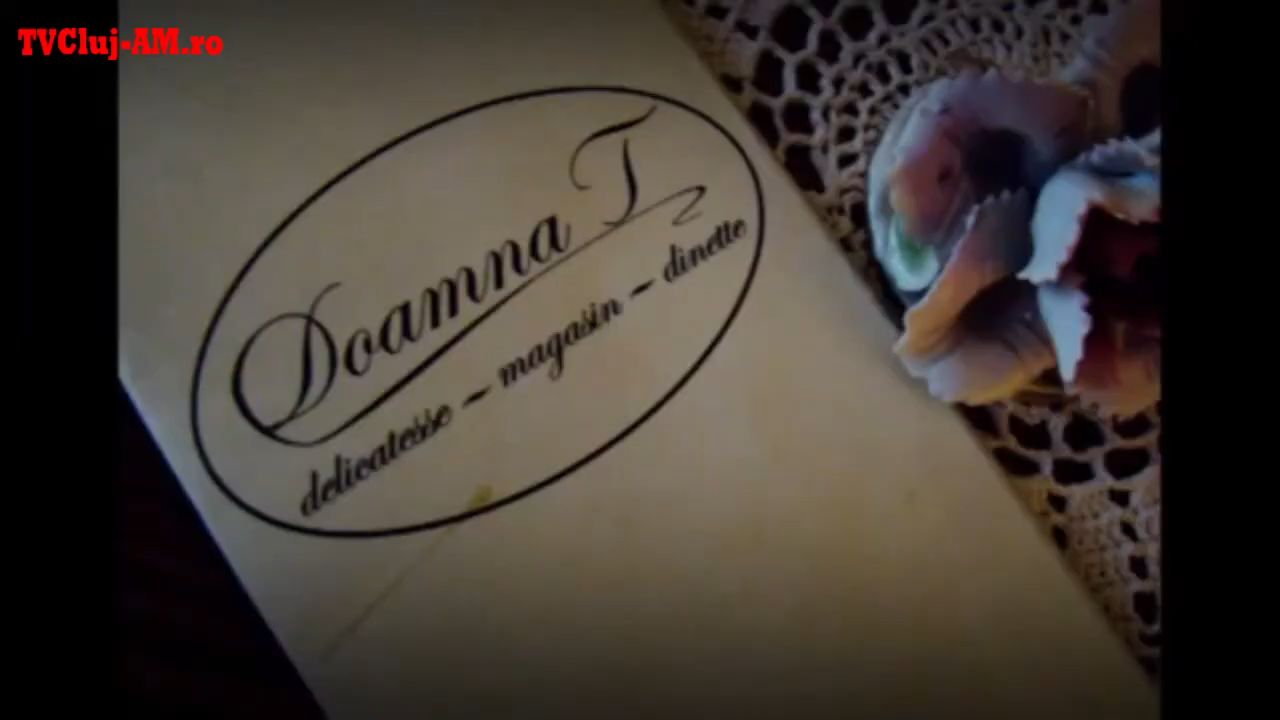 TVCluj-AM.ro
Doamna T
delicatesse – magasin – dinette